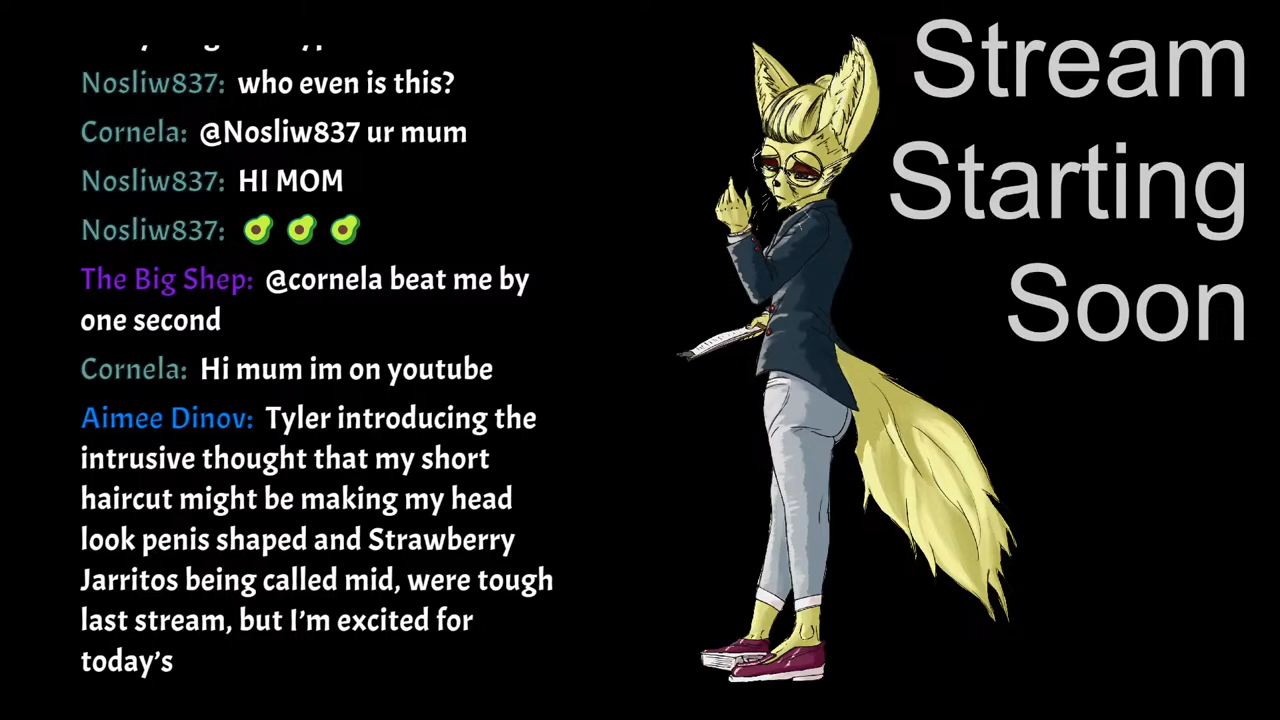 Nosliw837: who even is this?
Cornela: @Nosliw837 ur mum
Nosliw837: HI MOM
Nosliw837: 🥑 🥑 🥑
The Big Shep: @cornela beat me by
one second
Cornela: Hi mum im on youtube
Aimee Dinov: Tyler introducing the
intrusive thought that my short
haircut might be making my head
look penis shaped and Strawberry
Jarritos being called mid, were tough
last stream, but I’m excited for
today’s
Stream
Starting
Soon